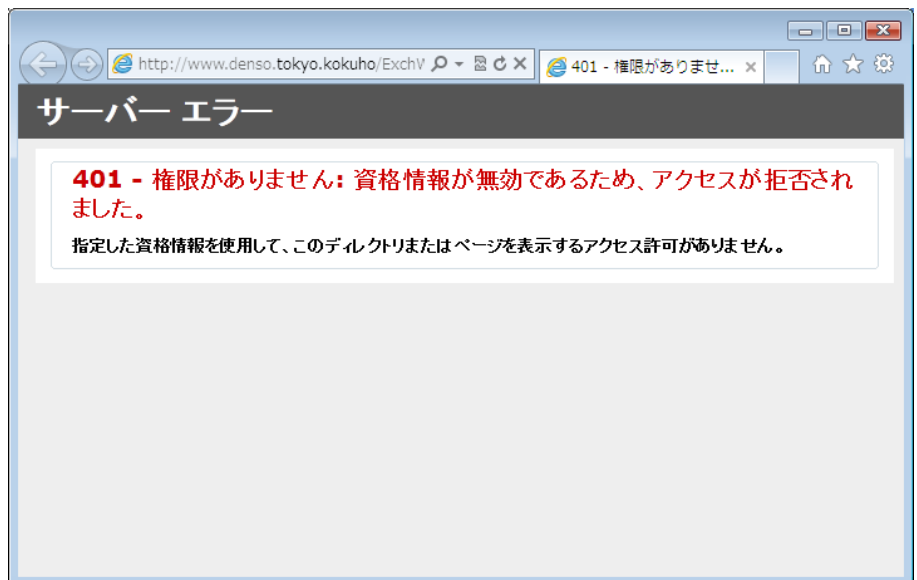 http://www.denso.tokyo.kokuho/ExchV
401 - 権限がありませ...
サーバー エラー
401 - 権限がありません: 資格情報が無効であるため、アクセスが拒否され
ました。
指定した資格情報を使用して、このディレクトリまたはページを表示するアクセス許可がありません。